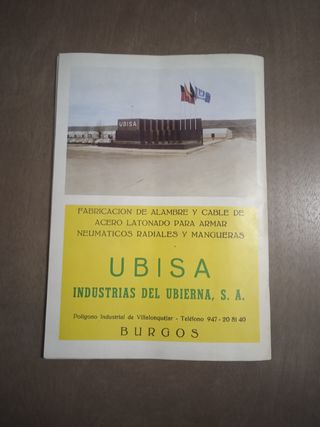 UBISA
FABRICACION DE ALAMBRE Y CABLE DE
ACERO LATONADO PARA ARMAR
NEUMATICOS RADIALES Y MANGUERAS
UBISA
INDUSTRIAS DEL UBIERNA, S. A.
Polígono Industrial de Villalonquéjar - Teléfono 947 - 20 81 40
BURGOS